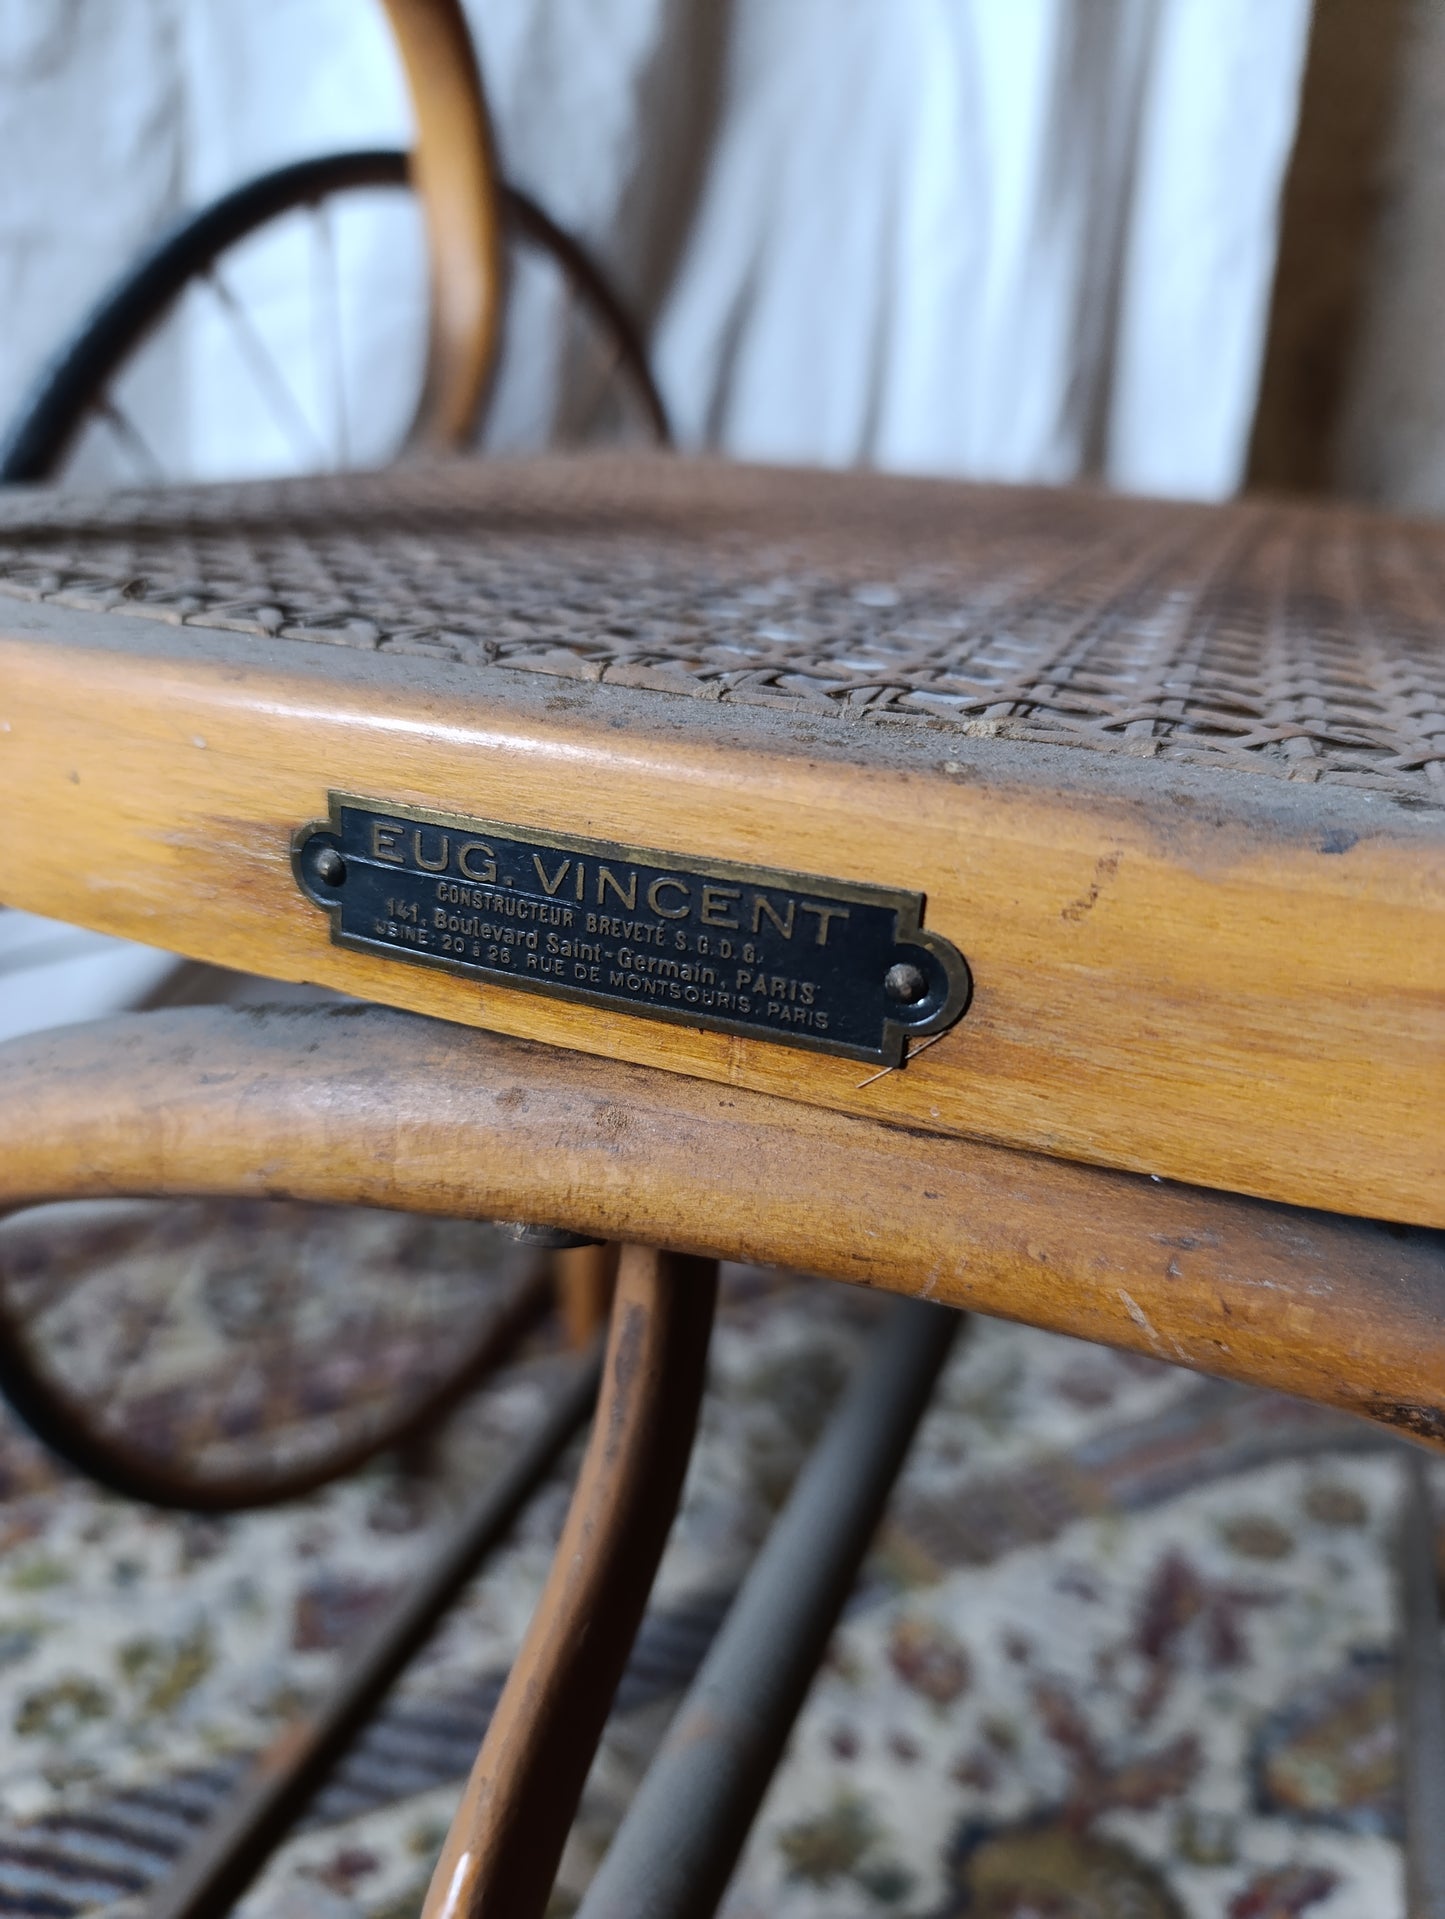 EUG. VINCENT
CONSTRUCTEUR BREVETÉ S.G.D.G.
141, Boulevard Saint-Germain, PARIS
USINE: 20 à 26, RUE DE MONTSOURIS, PARIS